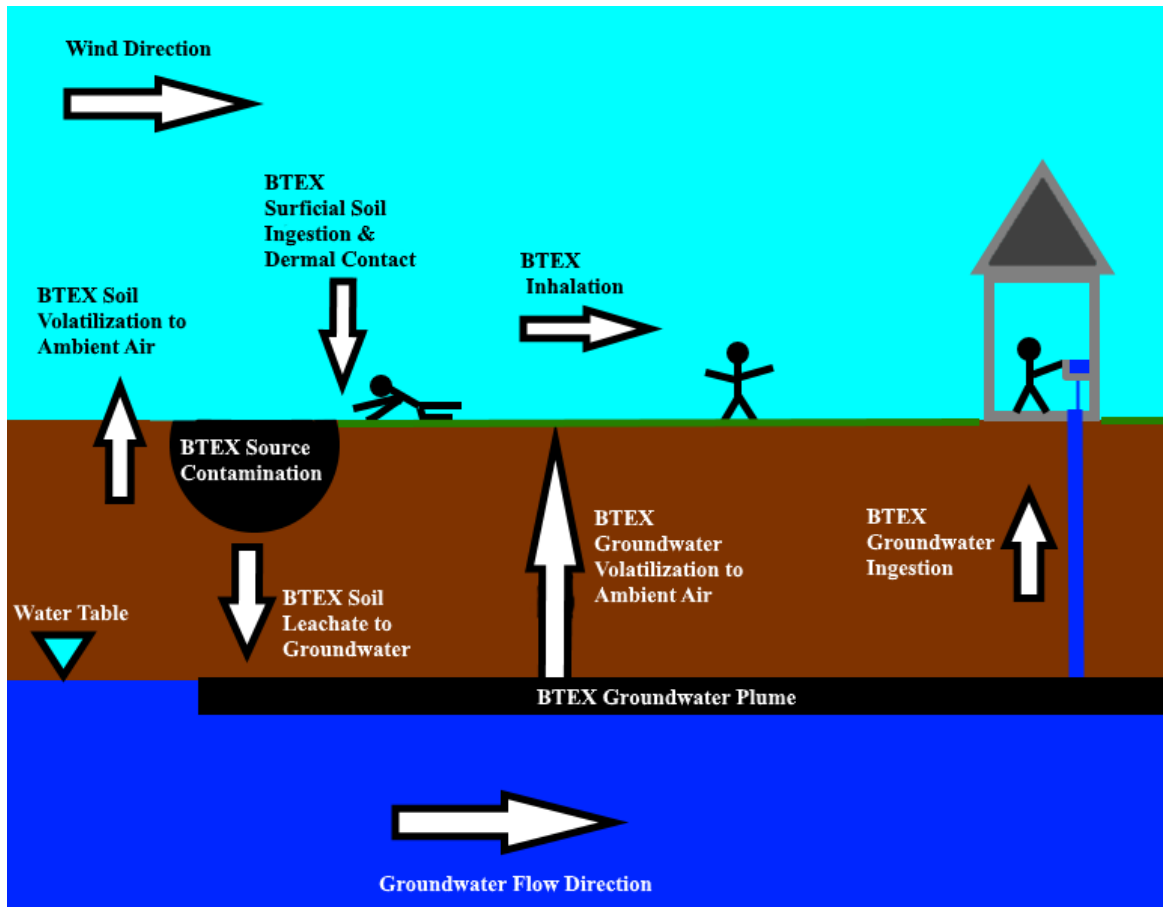 Wind Direction
BTEX
Surficial Soil
Ingestion &
Dermal Contact
BTEX
Inhalation
BTEX Soil
Volatilization to
Ambient Air
BTEX Source
Contamination
BTEX
Groundwater
Volatilization to
Ambient Air
BTEX
Groundwater
Ingestion
BTEX Soil
Leachate to
Groundwater
Water Table
BTEX Groundwater Plume
Groundwater Flow Direction